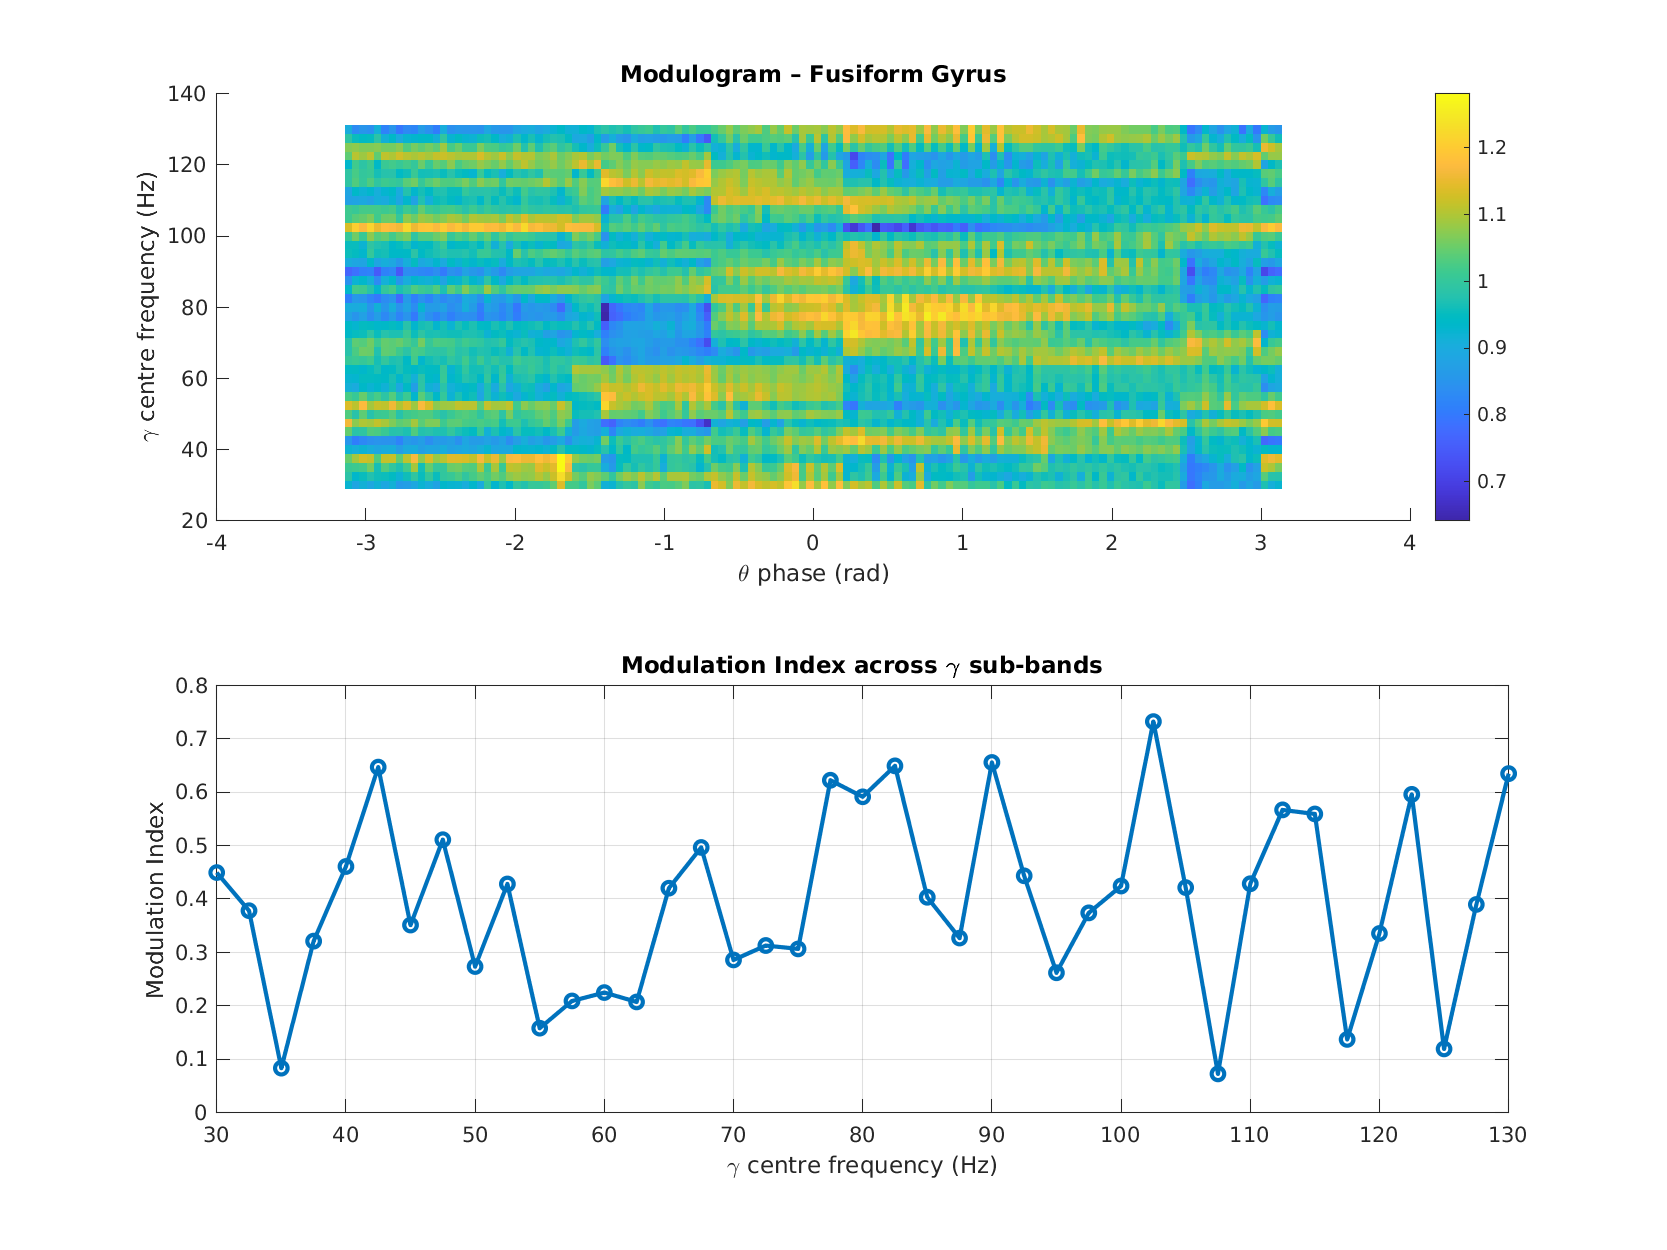 Modulogram – Fusiform Gyrus
γ centre frequency (Hz)
140
120
100
80
60
40
20
-4 -3 -2 -1 0 1 2 3 4
θ phase (rad)
1.2
1.1
1
0.9
0.8
0.7
Modulation Index across γ sub-bands
Modulation Index
0.8
0.7
0.6
0.5
0.4
0.3
0.2
0.1
0
30 40 50 60 70 80 90 100 110 120 130
γ centre frequency (Hz)